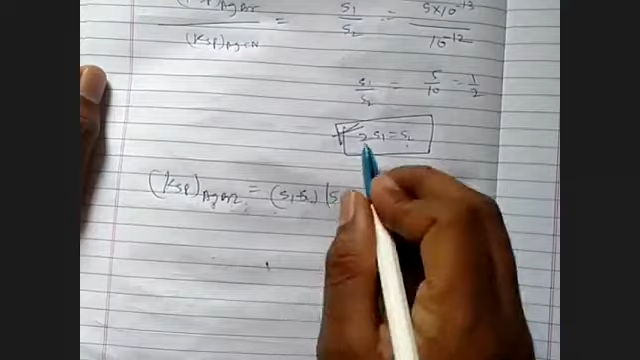 (Ksp)AgBr / (Ksp)AgCN = s1/s2 = 5×10^-13 / 10^-12
s1/s2 = 5/10 = 1/2
2s1 = s2
(Ksp)AgBr = (s1+s2) (s